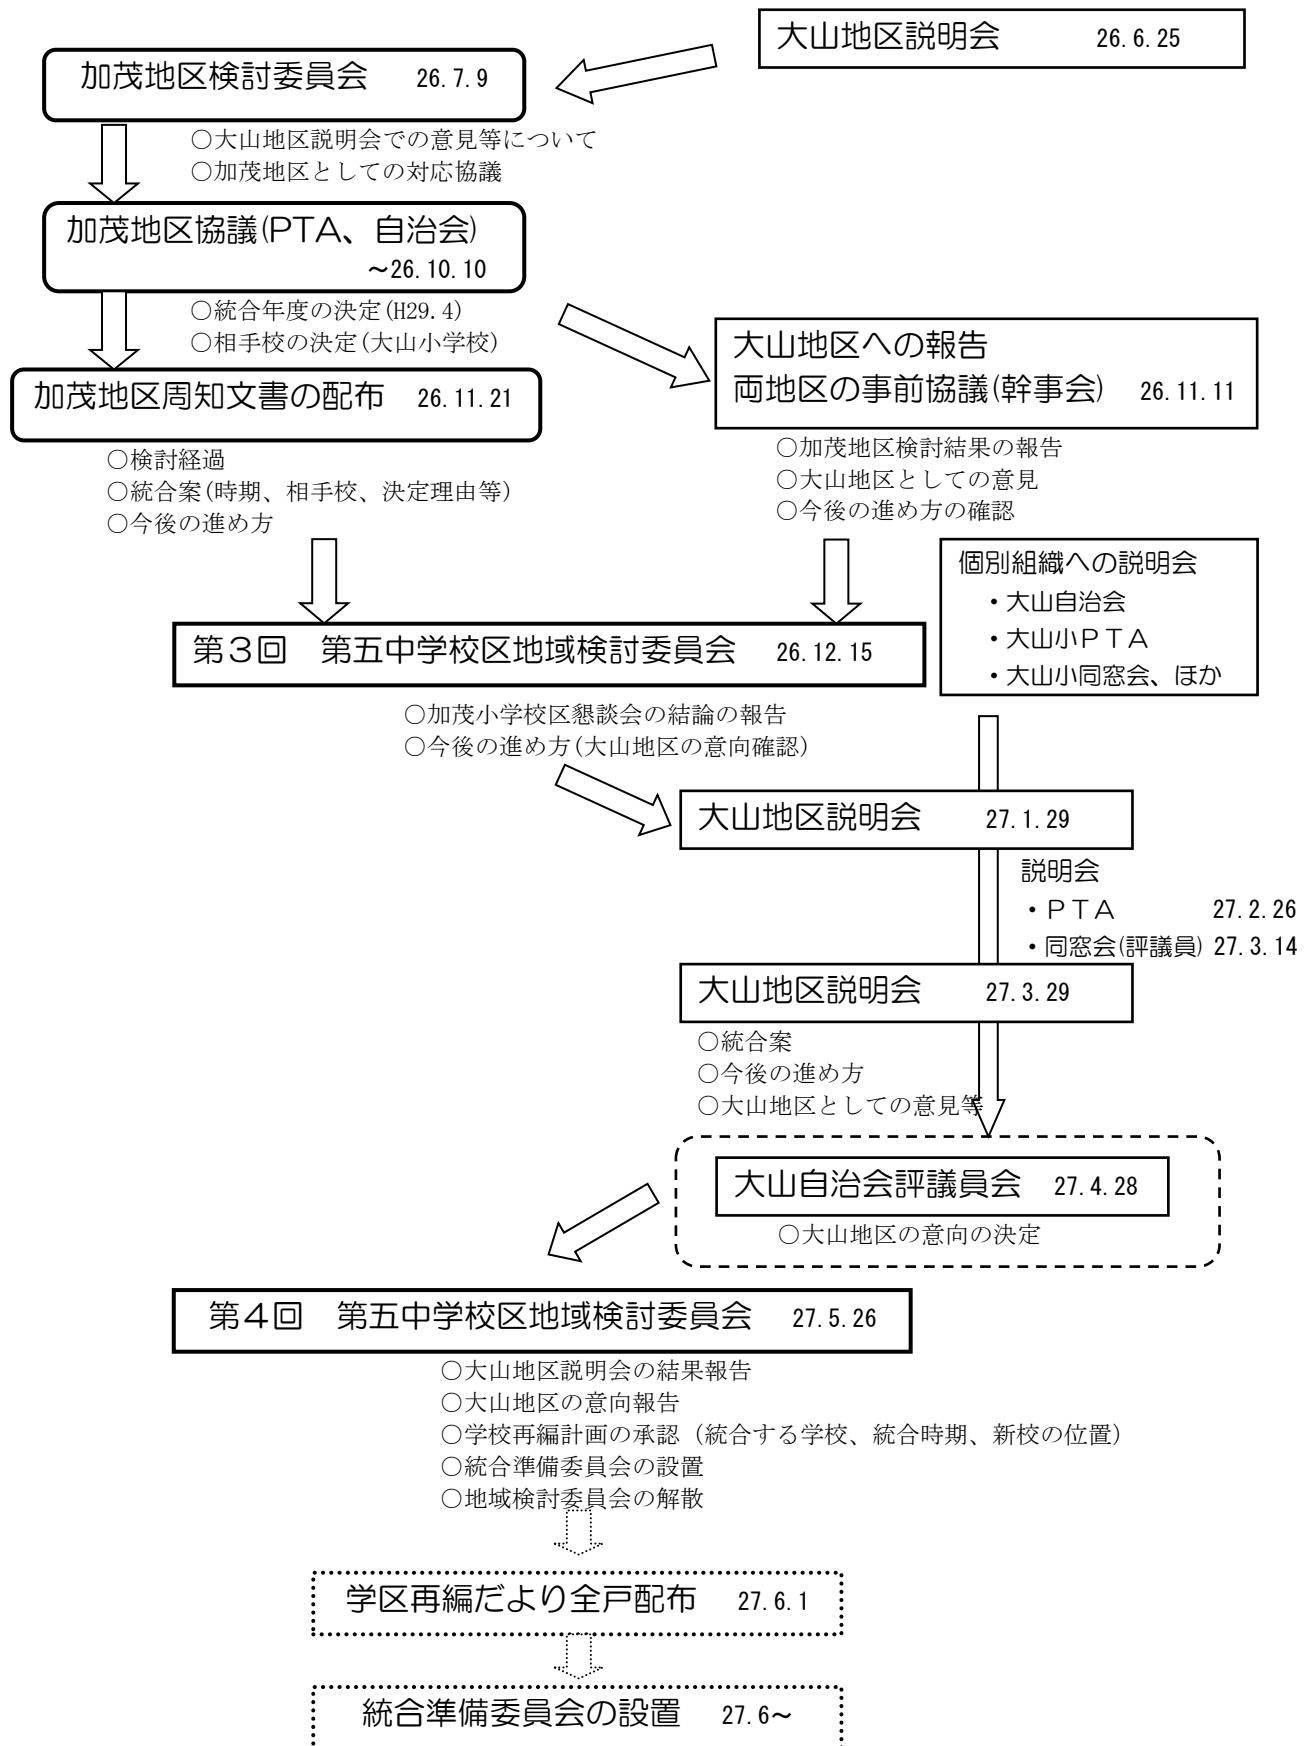 大山地区説明会　26.6.25
加茂地区検討委員会　26.7.9
○大山地区説明会での意見等について
○加茂地区としての対応協議
加茂地区協議(PTA、自治会)
～26.10.10
○統合年度の決定(H29.4)
○相手校の決定(大山小学校)
大山地区への報告
両地区の事前協議(幹事会)　26.11.11
加茂地区周知文書の配布　26.11.21
○加茂地区検討結果の報告
○大山地区としての意見
○今後の進め方の確認
○検討経過
○統合案(時期、相手校、決定理由等)
○今後の進め方
個別組織への説明会
・大山自治会
・大山小ＰＴＡ
・大山小同窓会、ほか
第３回　第五中学校区地域検討委員会　26.12.15
○加茂小学校区懇談会の結論の報告
○今後の進め方(大山地区の意向確認)
大山地区説明会　27.1.29
説明会
・ＰＴＡ　27.2.26
・同窓会(評議員) 27.3.14
大山地区説明会　27.3.29
○統合案
○今後の進め方
○大山地区としての意見等
大山自治会評議員会　27.4.28
○大山地区の意向の決定
第４回　第五中学校区地域検討委員会　27.5.26
○大山地区説明会の結果報告
○大山地区の意向報告
○学校再編計画の承認（統合する学校、統合時期、新校の位置）
○統合準備委員会の設置
○地域検討委員会の解散
学区再編だより全戸配布　27.6.1
統合準備委員会の設置　27.6～